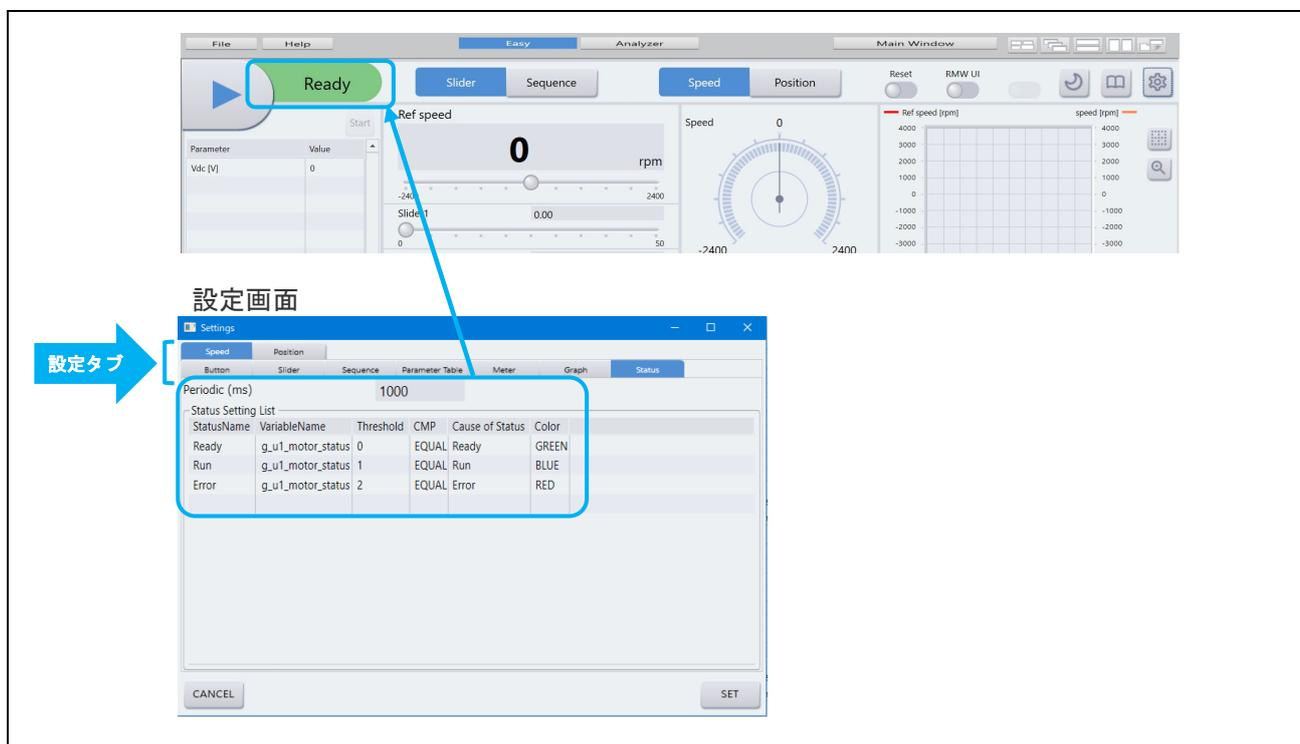 File Help Easy Analyzer Main Window
Ready Slider Sequence Speed Position Reset RMW UI
Start
Parameter Value
Vdc [V] 0
Ref speed
0 rpm
-2400 2400
Slider1 0.00
0 50
Speed 0
-2400 2400
Ref speed [rpm] speed [rpm]
4000 4000
3000 3000
2000 2000
1000 1000
0 0
-1000 -1000
-2000 -2000
-3000 -3000
設定画面
設定タブ
Settings
Speed Position
Button Slider Sequence Parameter Table Meter Graph Status
Periodic (ms) 1000
Status Setting List
StatusName VariableName Threshold CMP Cause of Status Color
Ready g_u1_motor_status 0 EQUAL Ready GREEN
Run g_u1_motor_status 1 EQUAL Run BLUE
Error g_u1_motor_status 2 EQUAL Error RED
CANCEL SET